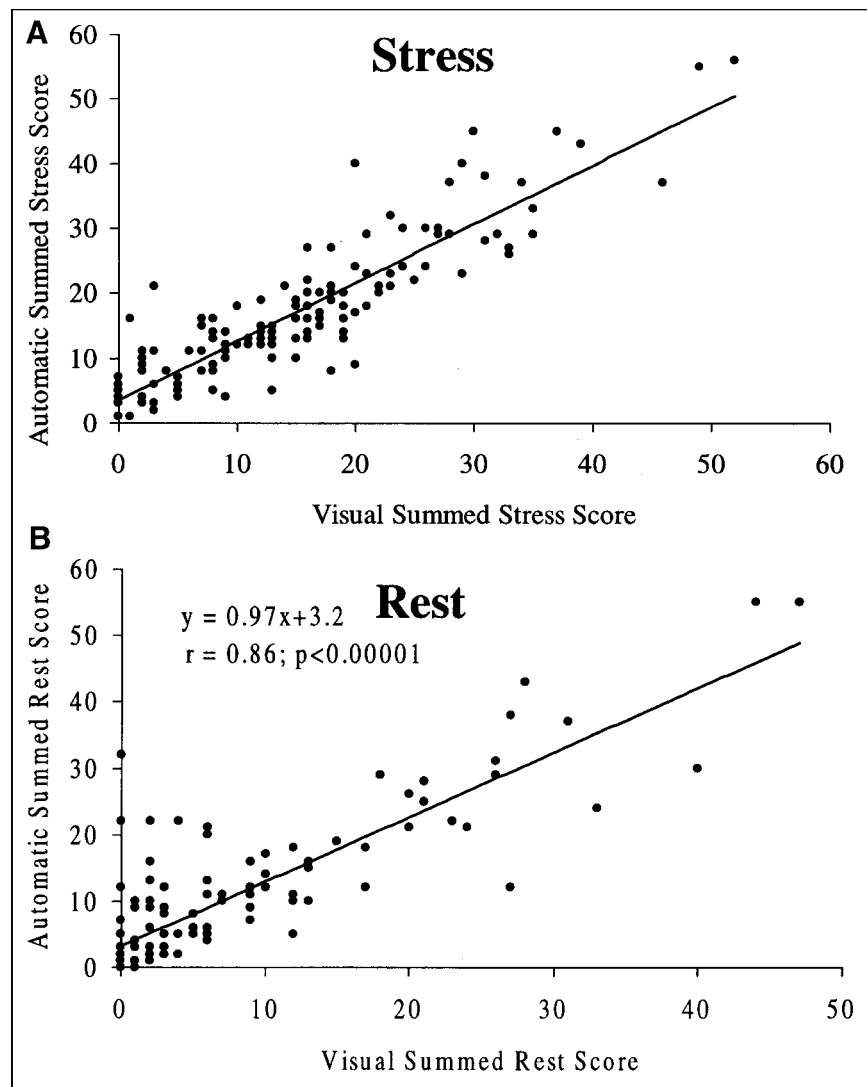 A
Stress
Automatic Summed Stress Score
60
50
40
30
20
10
0
0 10 20 30 40 50 60
Visual Summed Stress Score
B
Rest
y = 0.97x+3.2
r = 0.86; p<0.00001
Automatic Summed Rest Score
60
50
40
30
20
10
0
0 10 20 30 40 50
Visual Summed Rest Score